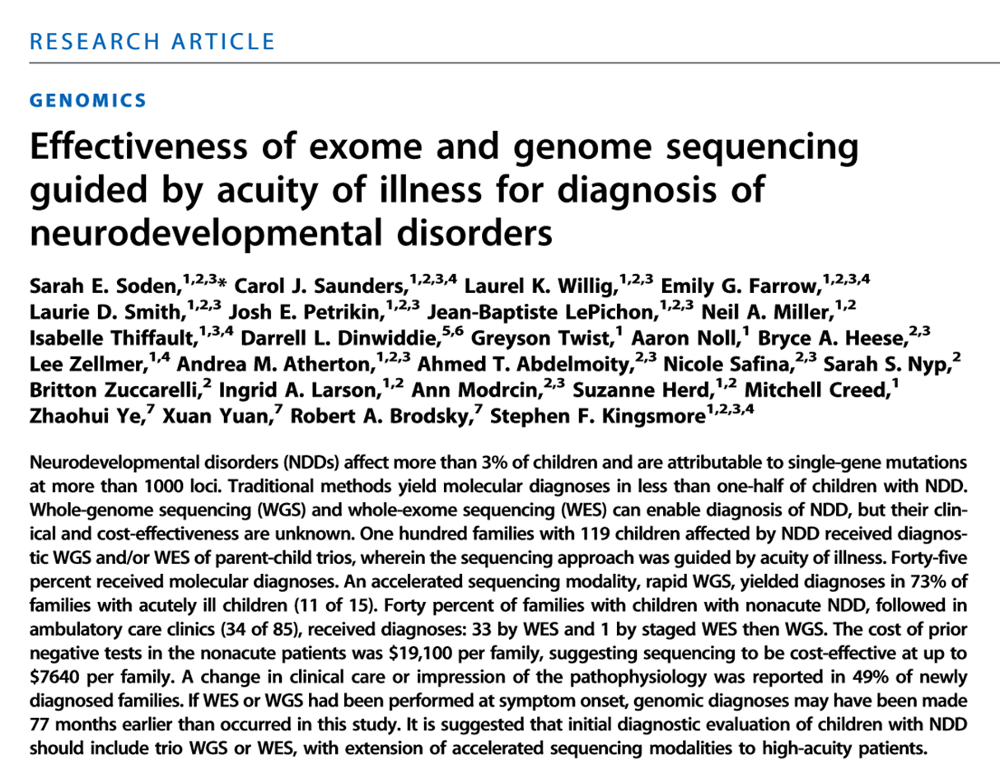 RESEARCH ARTICLE
GENOMICS
Effectiveness of exome and genome sequencing
guided by acuity of illness for diagnosis of
neurodevelopmental disorders
Sarah E. Soden,1,2,3* Carol J. Saunders,1,2,3,4 Laurel K. Willig,1,2,3 Emily G. Farrow,1,2,3,4
Laurie D. Smith,1,2,3 Josh E. Petrikin,1,2,3 Jean-Baptiste LePichon,1,2,3 Neil A. Miller,1,2
Isabelle Thiffault,1,3,4 Darrell L. Dinwiddie,5,6 Greyson Twist,1 Aaron Noll,1 Bryce A. Heese,2,3
Lee Zellmer,1,4 Andrea M. Atherton,1,2,3 Ahmed T. Abdelmoity,2,3 Nicole Safina,2,3 Sarah S. Nyp,2
Britton Zuccarelli,2 Ingrid A. Larson,1,2 Ann Modrcin,2,3 Suzanne Herd,1,2 Mitchell Creed,1
Zhaohui Ye,7 Xuan Yuan,7 Robert A. Brodsky,7 Stephen F. Kingsmore1,2,3,4
Neurodevelopmental disorders (NDDs) affect more than 3% of children and are attributable to single-gene mutations
at more than 1000 loci. Traditional methods yield molecular diagnoses in less than one-half of children with NDD.
Whole-genome sequencing (WGS) and whole-exome sequencing (WES) can enable diagnosis of NDD, but their clin-
ical and cost-effectiveness are unknown. One hundred families with 119 children affected by NDD received diagnos-
tic WGS and/or WES of parent-child trios, wherein the sequencing approach was guided by acuity of illness. Forty-five
percent received molecular diagnoses. An accelerated sequencing modality, rapid WGS, yielded diagnoses in 73% of
families with acutely ill children (11 of 15). Forty percent of families with children with nonacute NDD, followed in
ambulatory care clinics (34 of 85), received diagnoses: 33 by WES and 1 by staged WES then WGS. The cost of prior
negative tests in the nonacute patients was $19,100 per family, suggesting sequencing to be cost-effective at up to
$7640 per family. A change in clinical care or impression of the pathophysiology was reported in 49% of newly
diagnosed families. If WES or WGS had been performed at symptom onset, genomic diagnoses may have been made
77 months earlier than occurred in this study. It is suggested that initial diagnostic evaluation of children with NDD
should include trio WGS or WES, with extension of accelerated sequencing modalities to high-acuity patients.